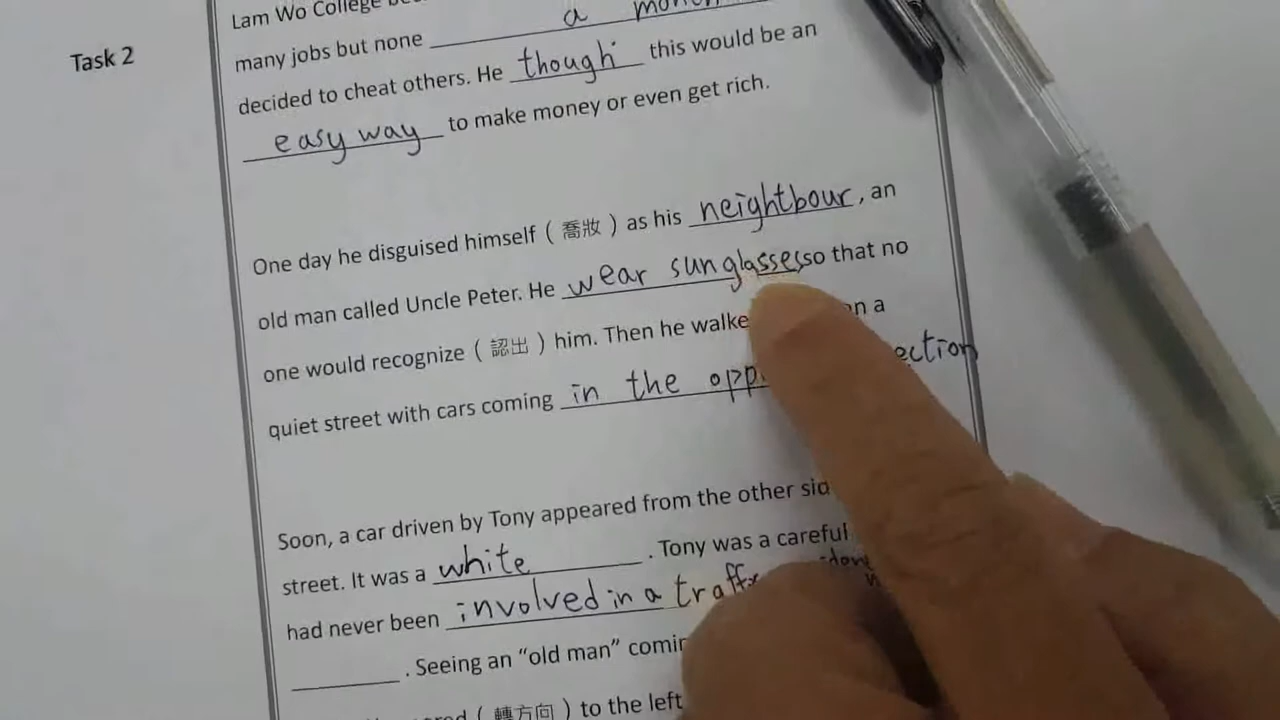 Lam Wo College
Task 2
many jobs but none a
decided to cheat others. He though this would be an
easy way to make money or even get rich.
One day he disguised himself ( 喬妝 ) as his neightbour, an
old man called Uncle Peter. He wear sunglasses so that no
one would recognize ( 認出 ) him. Then he walke on a
quiet street with cars coming in the opp ection
Soon, a car driven by Tony appeared from the other sid
street. It was a white . Tony was a careful
had never been involved in a traff
. Seeing an “old man” comin
( 轉方向 ) to the left